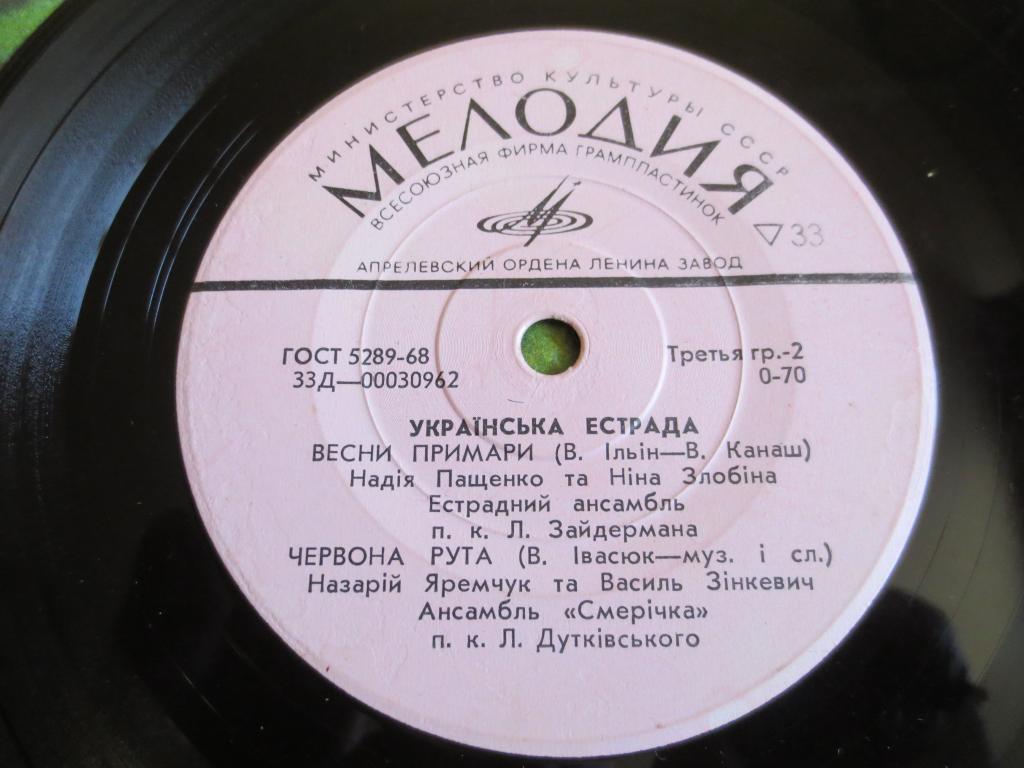 МИНИСТЕРСТВО КУЛЬТУРЫ СССР
МЕЛОДИЯ
ВСЕСОЮЗНАЯ ФИРМА ГРАМПЛАСТИНОК
33
АПРЕЛЕВСКИЙ ОРДЕНА ЛЕНИНА ЗАВОД
ГОСТ 5289-68 Третья гр.-2
33Д—00030962 0-70
УКРАЇНСЬКА ЕСТРАДА
ВЕСНИ ПРИМАРИ (В. Ільін—В. Канаш)
Надія Пащенко та Ніна Злобіна
Естрадний ансамбль
п. к. Л. Зайдермана
ЧЕРВОНА РУТА (В. Івасюк—муз. і сл.)
Назарій Яремчук та Василь Зінкевич
Ансамбль «Смерічка»
п. к. Л. Дутківського